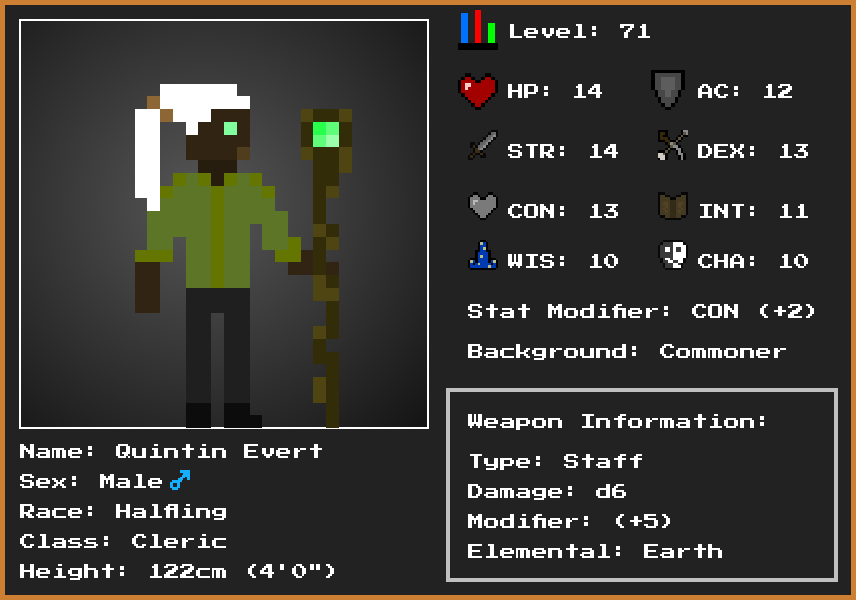 Level: 71
HP: 14
AC: 12
STR: 14
DEX: 13
CON: 13
INT: 11
WIS: 10
CHA: 10
Stat Modifier: CON (+2)
Background: Commoner
Weapon Information:
Type: Staff
Damage: d6
Modifier: (+5)
Elemental: Earth
Name: Quintin Evert
Sex: Male♂
Race: Halfling
Class: Cleric
Height: 122cm (4'0")